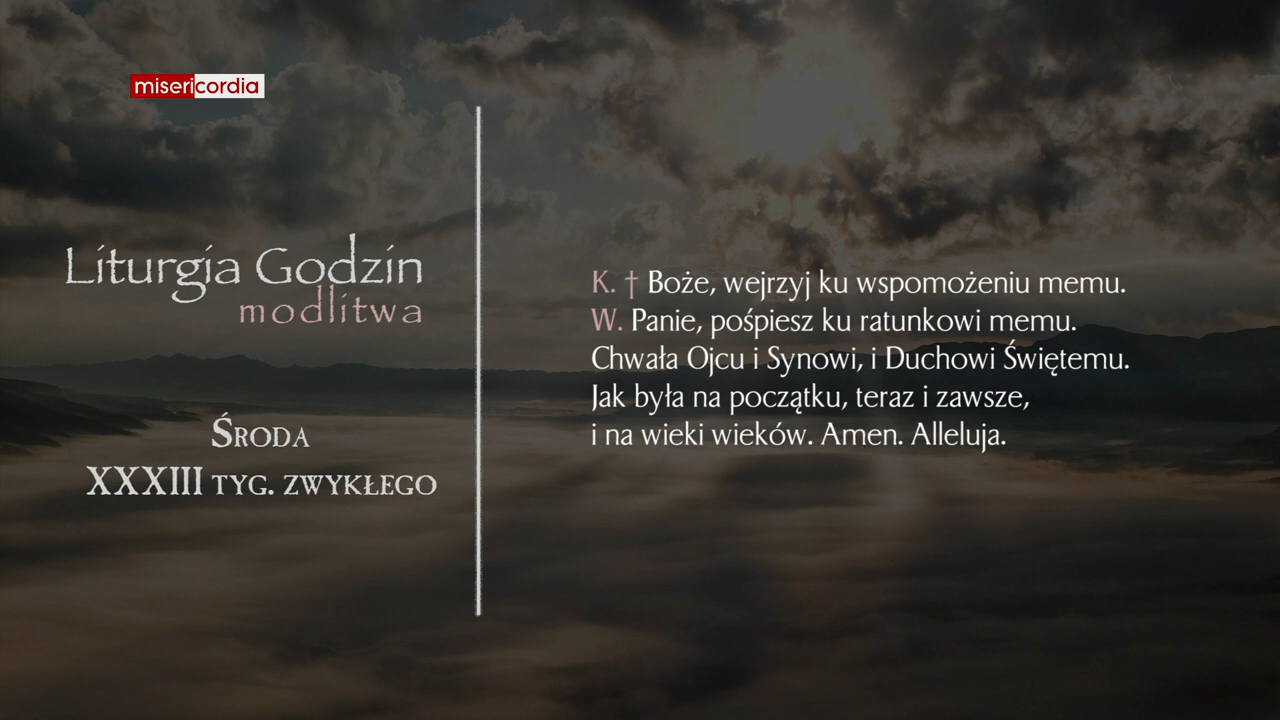 misericordia
Liturgia Godzin
modlitwa
Środa
XXXIII tyg. zwykłego
K. † Boże, wejrzyj ku wspomożeniu memu.
W. Panie, pośpiesz ku ratunkowi memu.
Chwała Ojcu i Synowi, i Duchowi Świętemu.
Jak była na początku, teraz i zawsze,
i na wieki wieków. Amen. Alleluja.